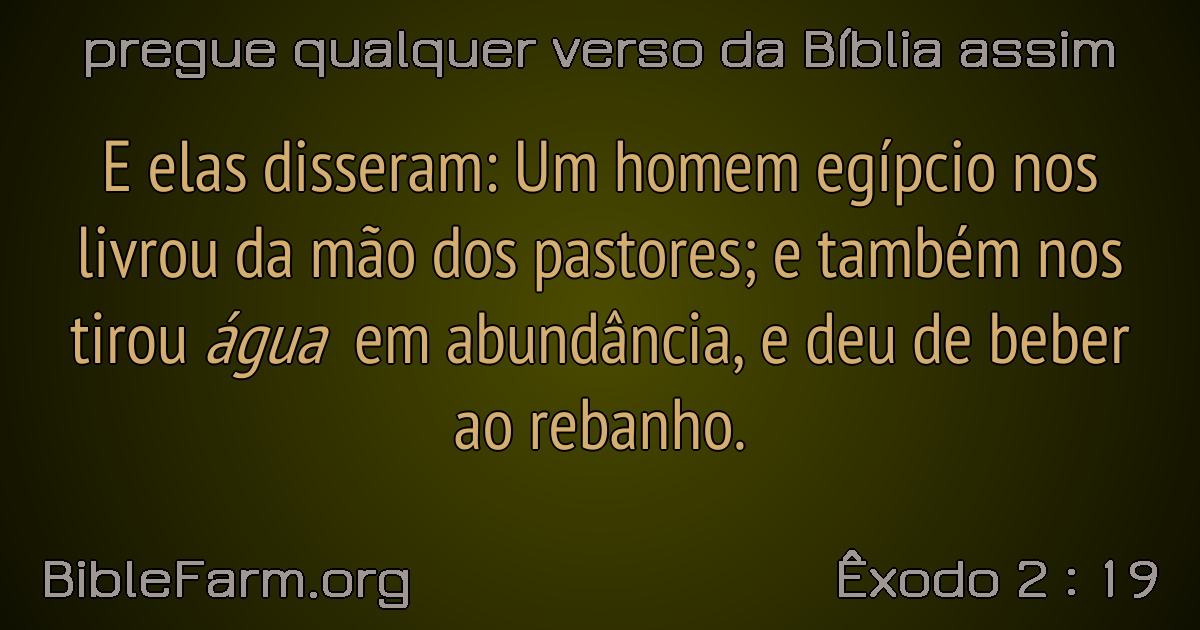 pregue qualquer verso da Bíblia assim
E elas disseram: Um homem egípcio nos
livrou da mão dos pastores; e também nos
tirou água em abundância, e deu de beber
ao rebanho.
BibleFarm.org
Êxodo 2 : 19